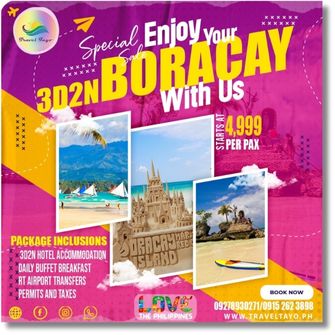 Travel Tayo
Special
Enjoy Your
3D2N BORACAY
With Us
STARTS AT
4,999
PER PAX
BORACAY
ISLAND
PACKAGE INCLUSIONS
3D2N HOTEL ACCOMMODATION
DAILY BUFFET BREAKFAST
RT AIRPORT TRANSFERS
PERMITS AND TAXES
LOVE
THE PHILIPPINES
BOOK NOW
09278930271/0915 262 3898
WWW.TRAVELTAYO.PH